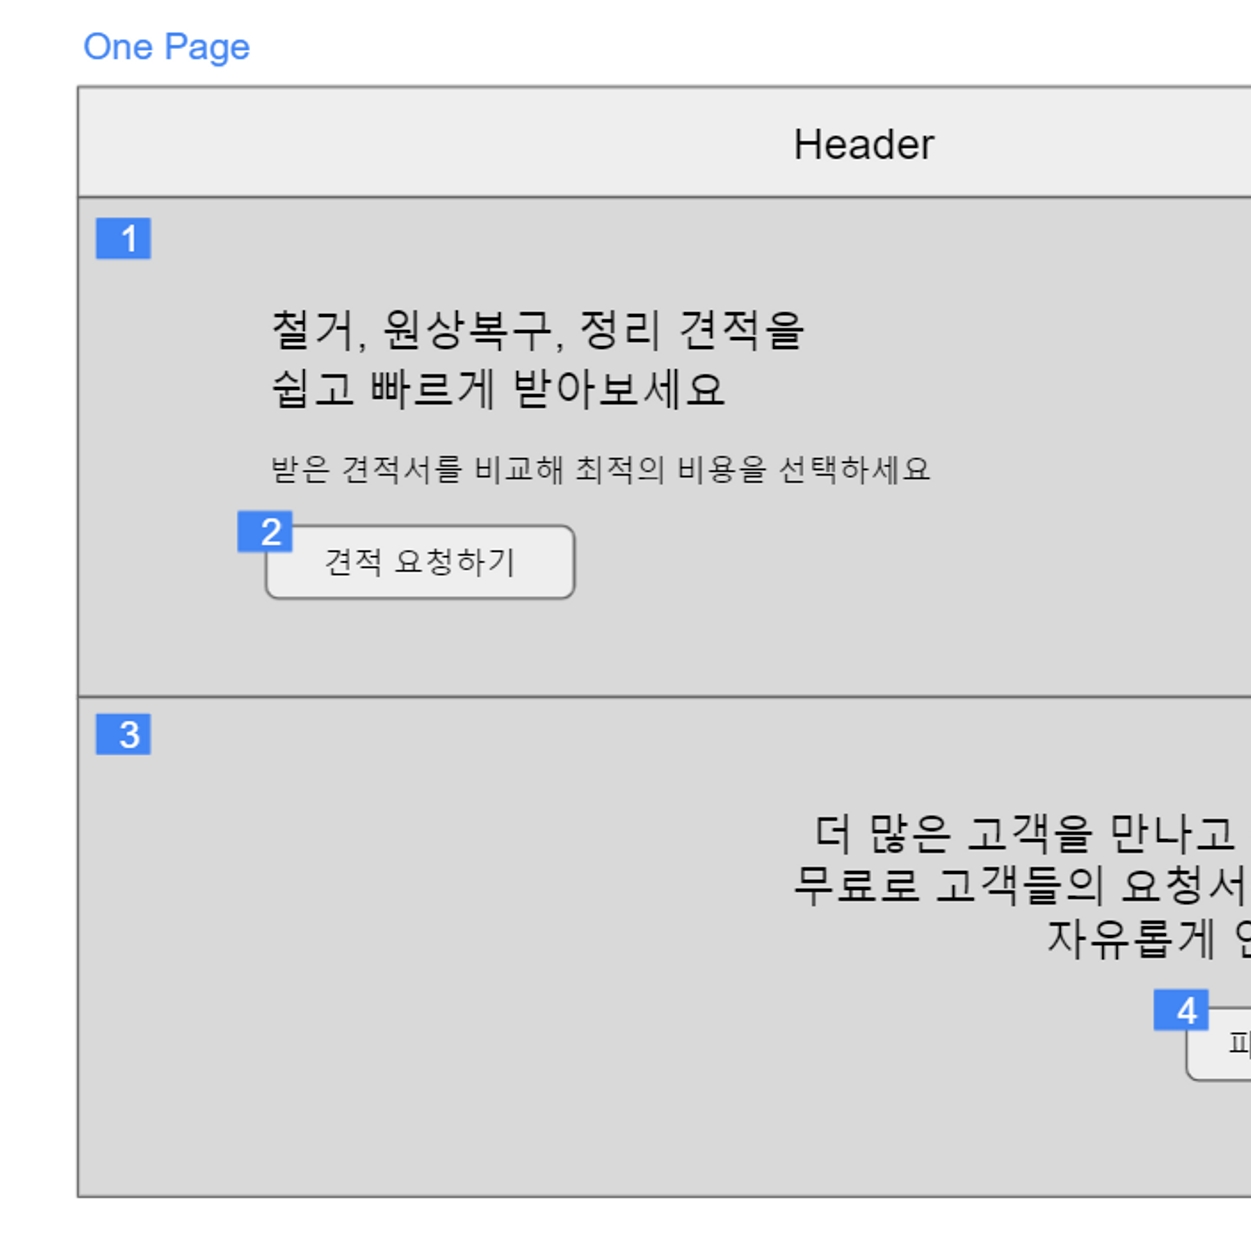 One Page
Header
1
철거, 원상복구, 정리 견적을
쉽고 빠르게 받아보세요
받은 견적서를 비교해 최적의 비용을 선택하세요
2
견적 요청하기
3
더 많은 고객을 만나고
무료로 고객들의 요청서
자유롭게
4